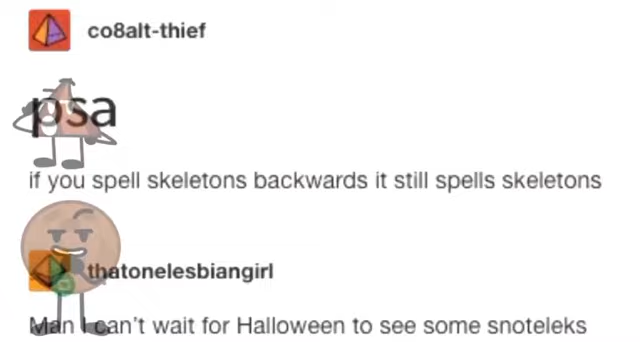 co8alt-thief
psa
if you spell skeletons backwards it still spells skeletons
thatonelesbiangirl
Man I can't wait for Halloween to see some snoteleks